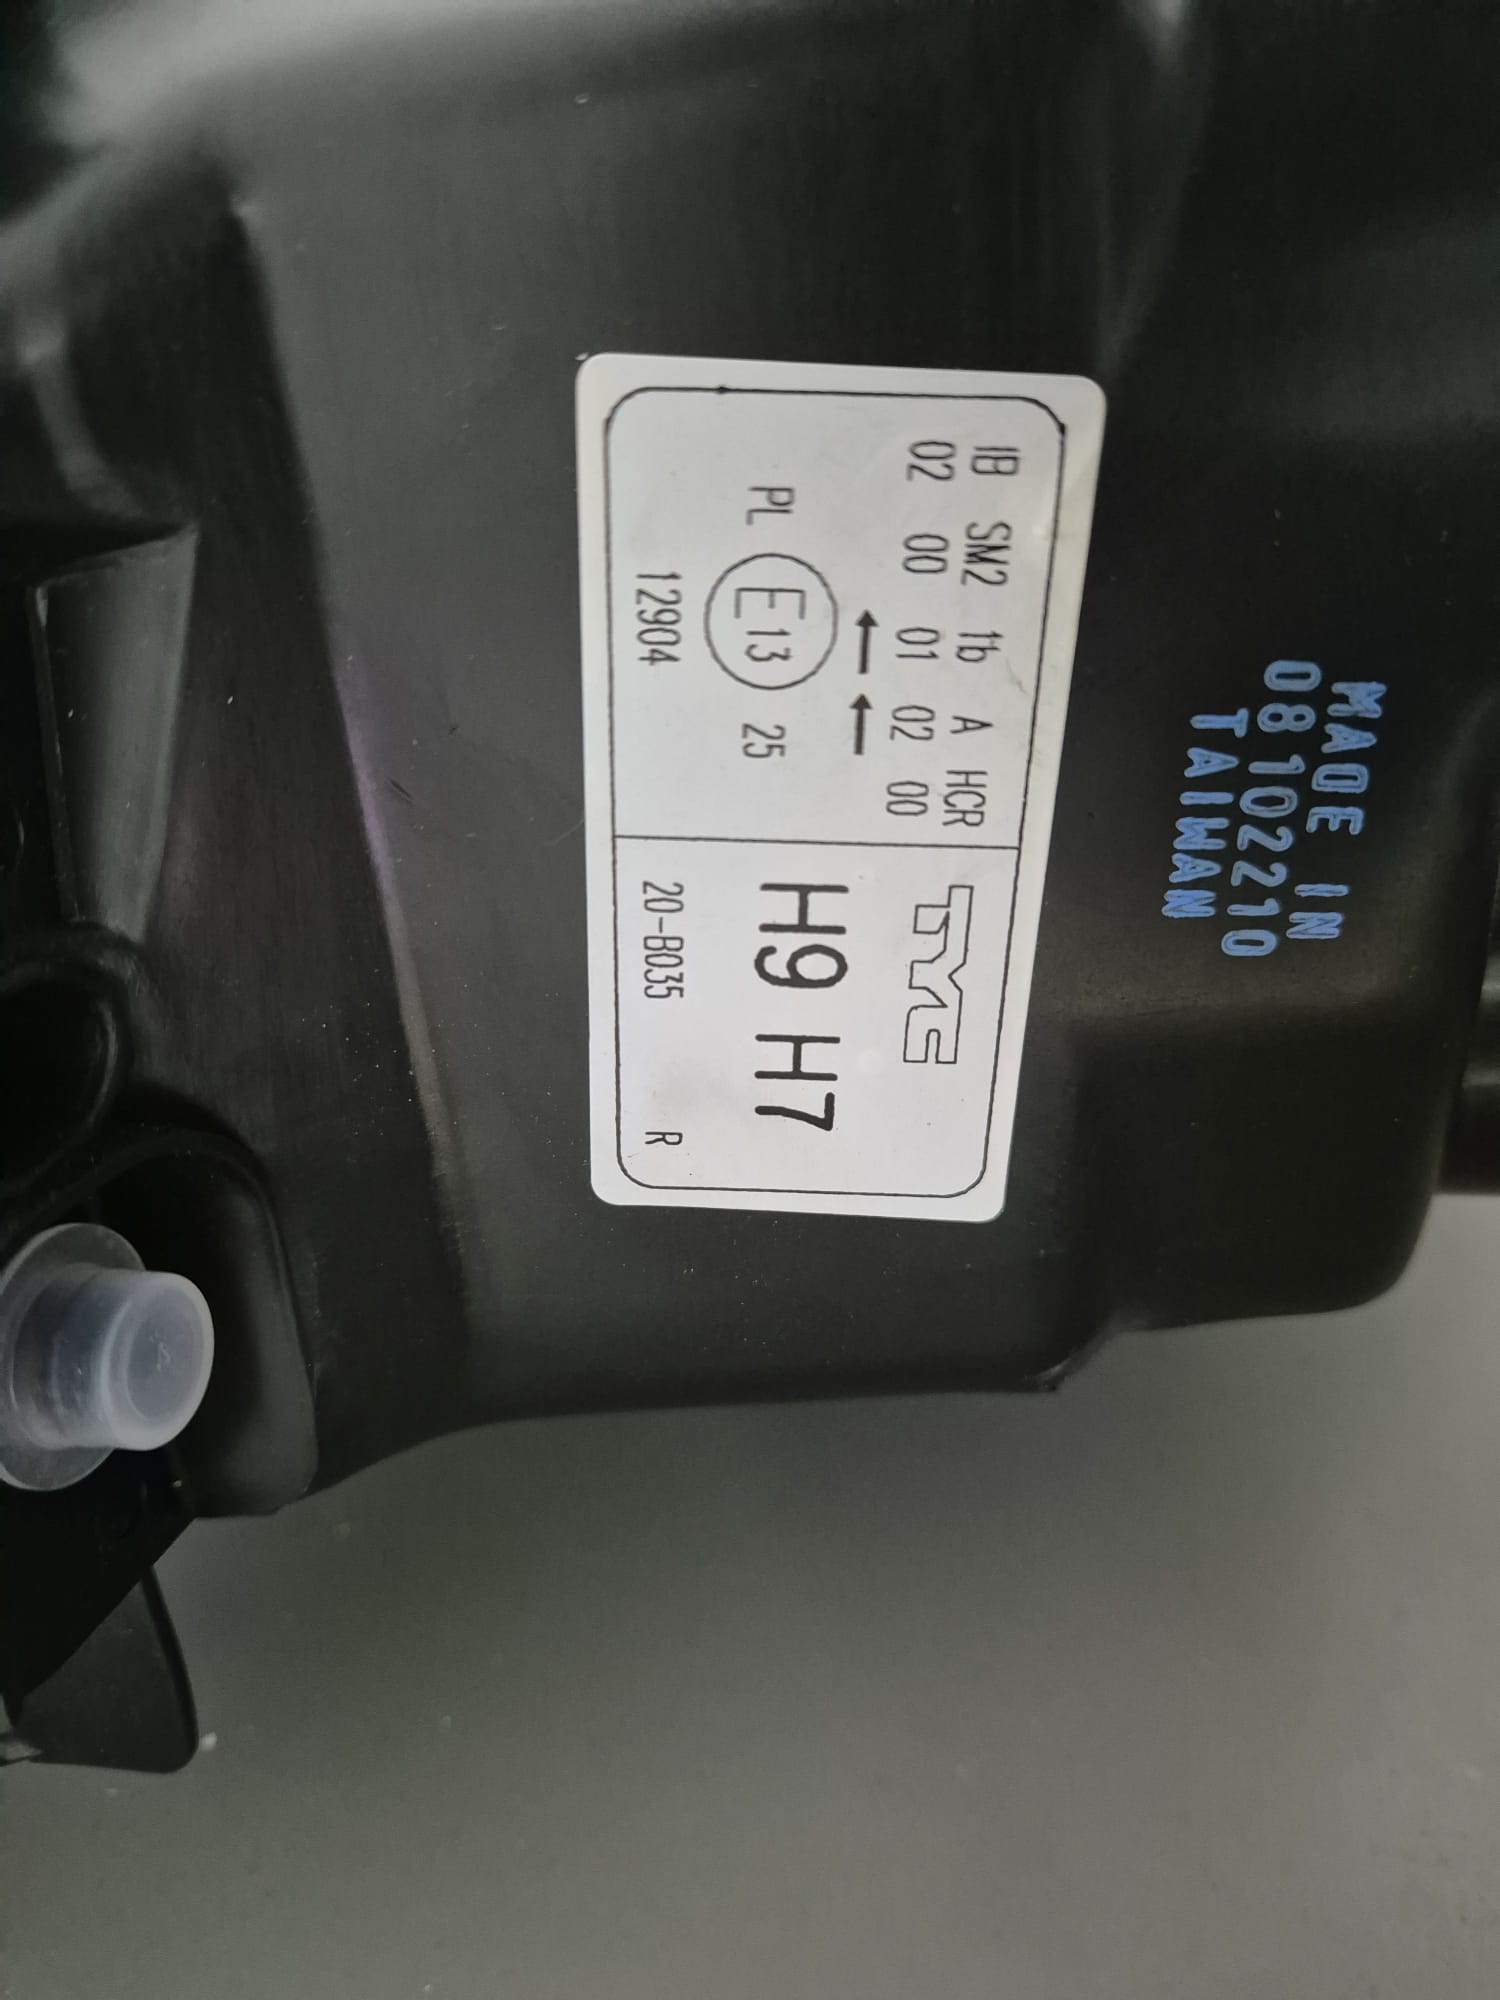 MADE IN
08102210
TAIWAN
IB SM2 1b A HCR
02 00 01 02 00
← ←
PL E13 25
12904
TYC
H9 H7
20-B035 R